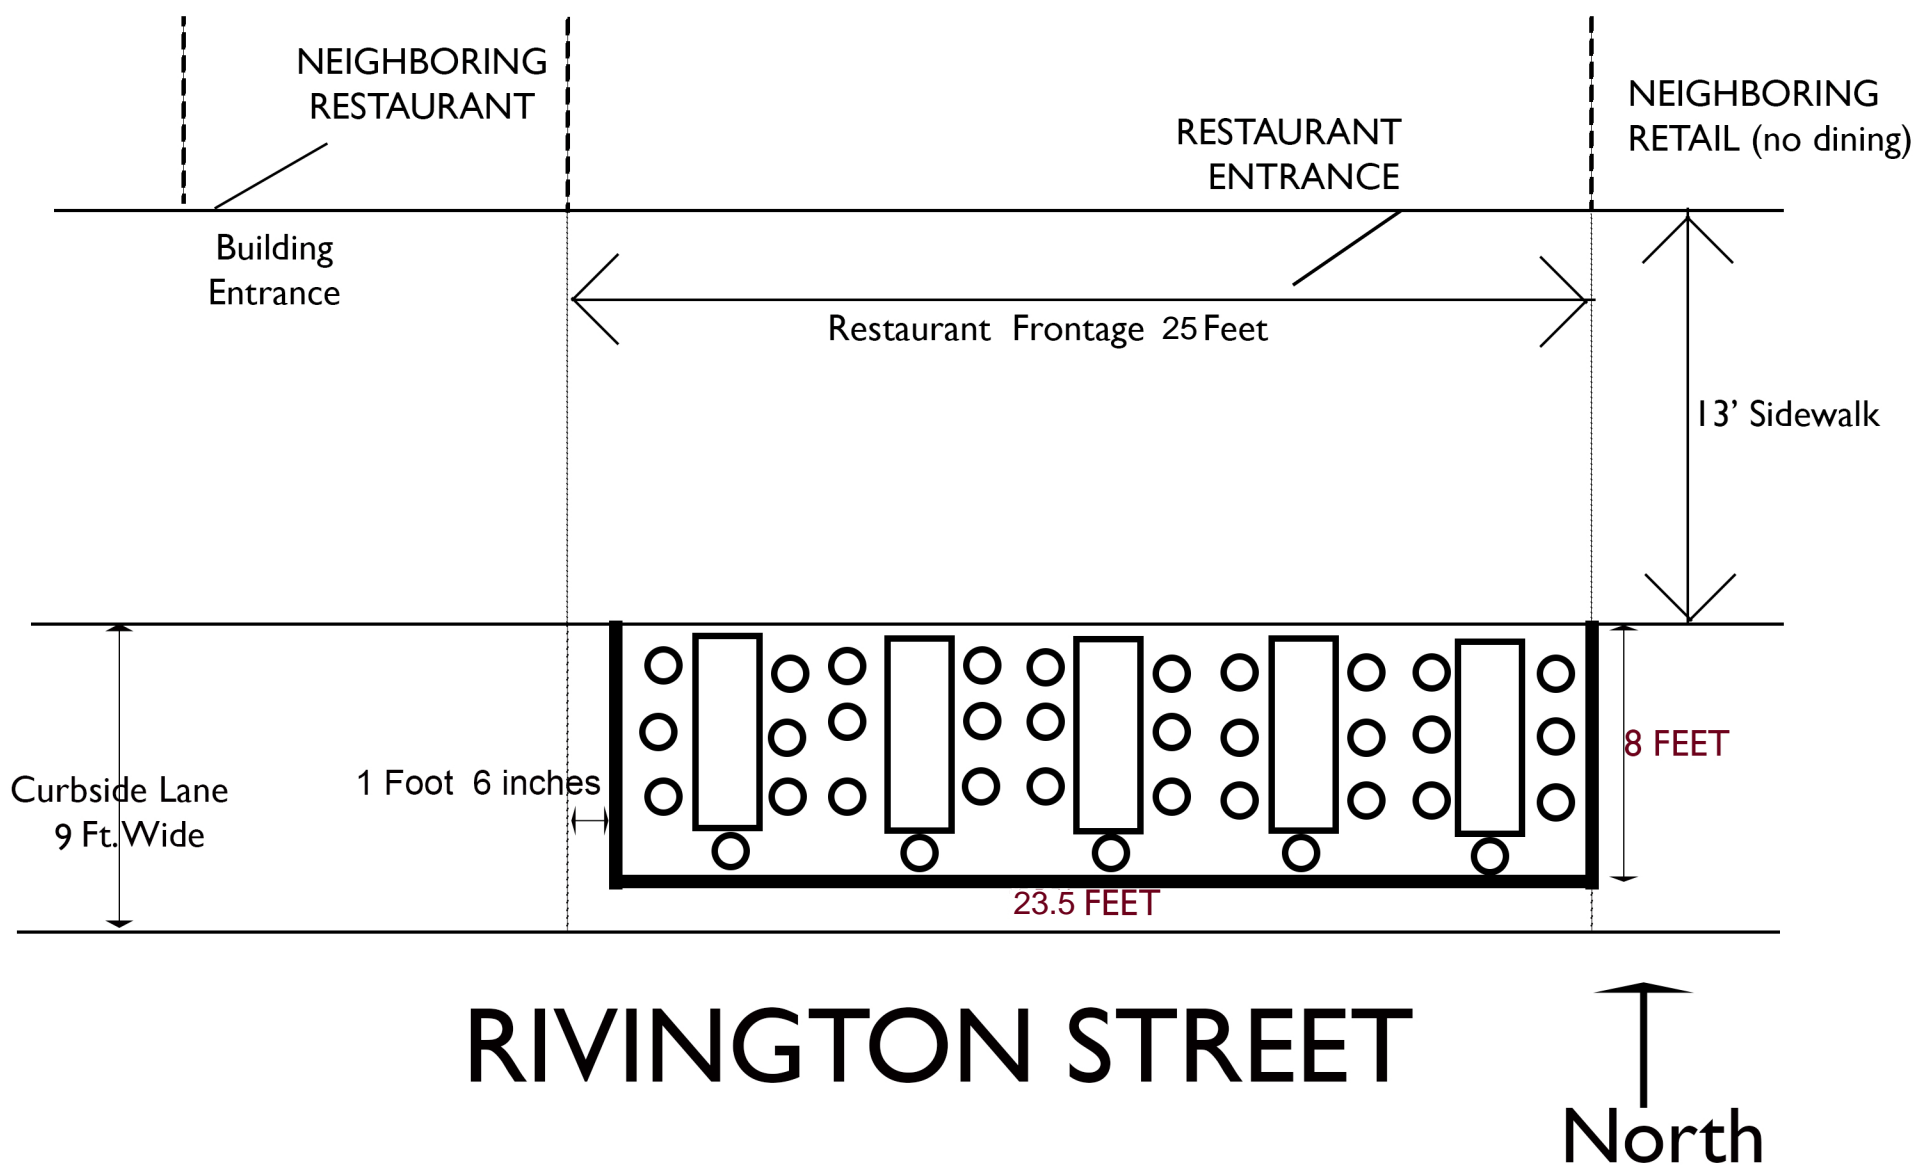 NEIGHBORING
RESTAURANT
NEIGHBORING
RETAIL (no dining)
RESTAURANT
ENTRANCE
Building
Entrance
Restaurant Frontage 25 Feet
13’ Sidewalk
8 FEET
1 Foot 6 inches
Curbside Lane
9 Ft. Wide
23.5 FEET
RIVINGTON STREET
North